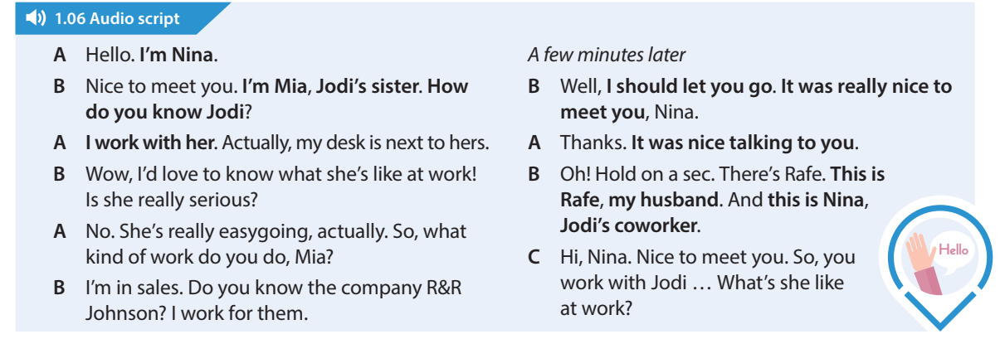 1.06 Audio script
A Hello. I'm Nina.
B Nice to meet you. I'm Mia, Jodi's sister. How
do you know Jodi?
A I work with her. Actually, my desk is next to hers.
B Wow, I'd love to know what she's like at work!
Is she really serious?
A No. She's really easygoing, actually. So, what
kind of work do you do, Mia?
B I'm in sales. Do you know the company R&R
Johnson? I work for them.
A few minutes later
B Well, I should let you go. It was really nice to
meet you, Nina.
A Thanks. It was nice talking to you.
B Oh! Hold on a sec. There's Rafe. This is
Rafe, my husband. And this is Nina,
Jodi's coworker.
C Hi, Nina. Nice to meet you. So, you
work with Jodi … What's she like
at work?
Hello